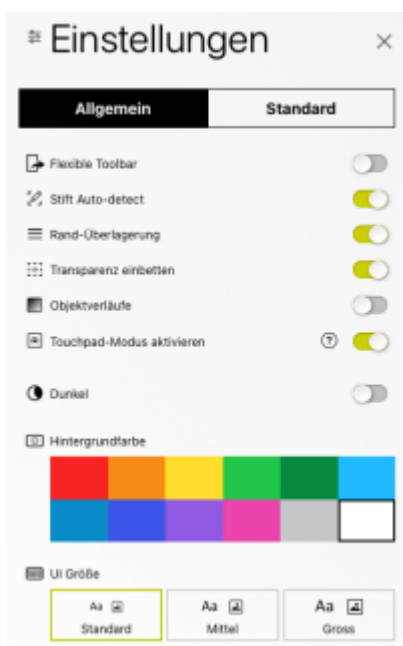 Einstellungen
Allgemein Standard
Flexible Toolbar
Stift Auto-detect
Rand-Überlagerung
Transparenz einbetten
Objektverläufe
Touchpad-Modus aktivieren ?
Dunkel
Hintergrundfarbe
UI Größe
Aa Aa Aa
Standard Mittel Gross